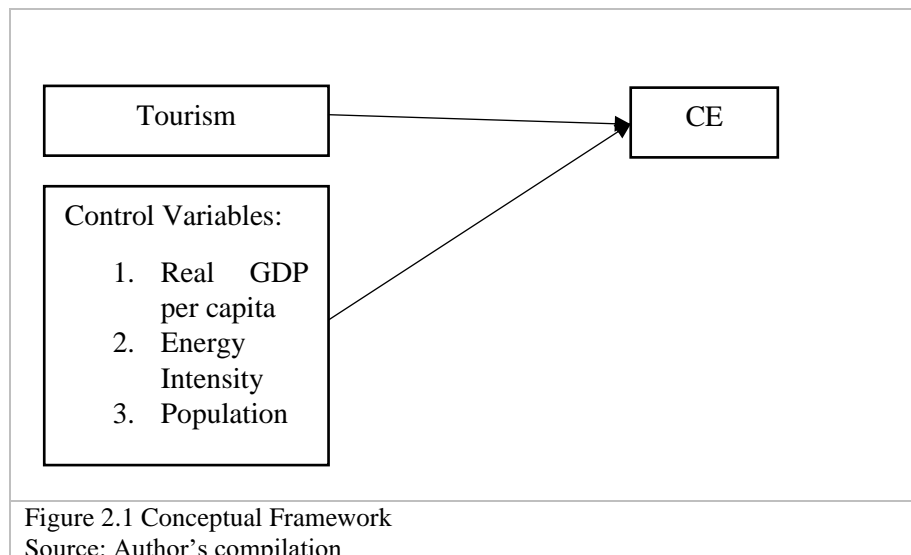 Tourism
CE
Control Variables:
1. Real GDP
per capita
2. Energy
Intensity
3. Population
Figure 2.1 Conceptual Framework
Source: Author's compilation